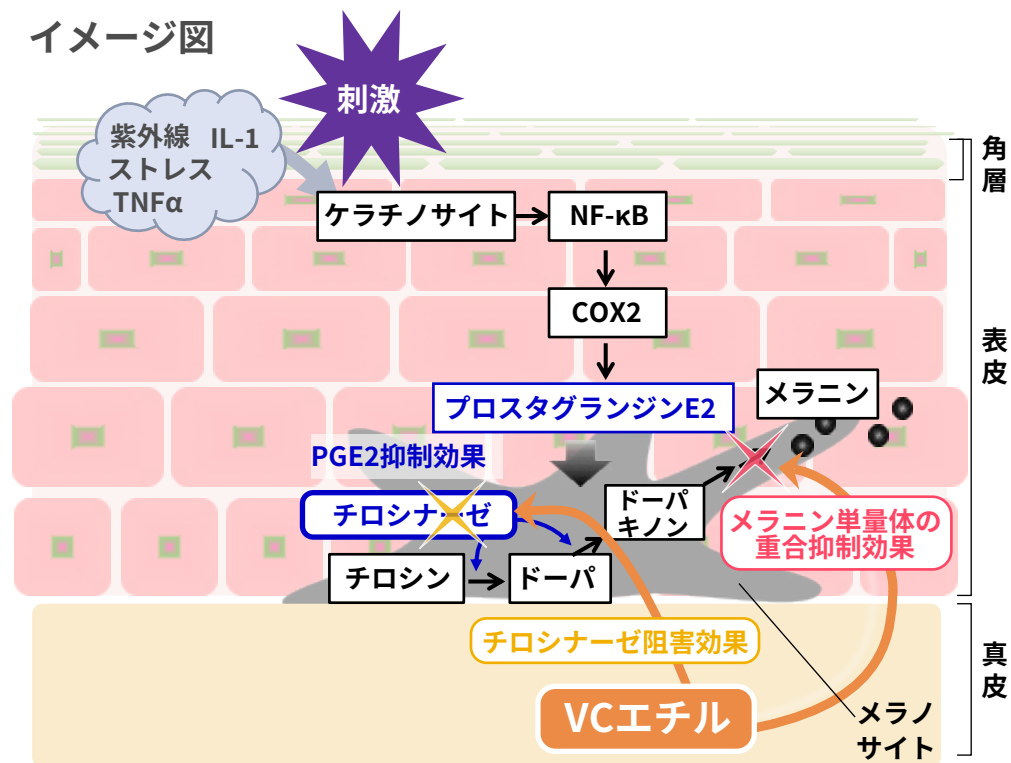 イメージ図
刺激
紫外線 IL-1
ストレス
TNFα
角層
ケラチノサイト
NF-κB
COX2
表皮
プロスタグランジンE2
メラニン
PGE2抑制効果
チロシナーゼ
ドーパ
キノン
メラニン単量体の
重合抑制効果
チロシン
ドーパ
チロシナーゼ阻害効果
真皮
VCエチル
メラノ
サイト